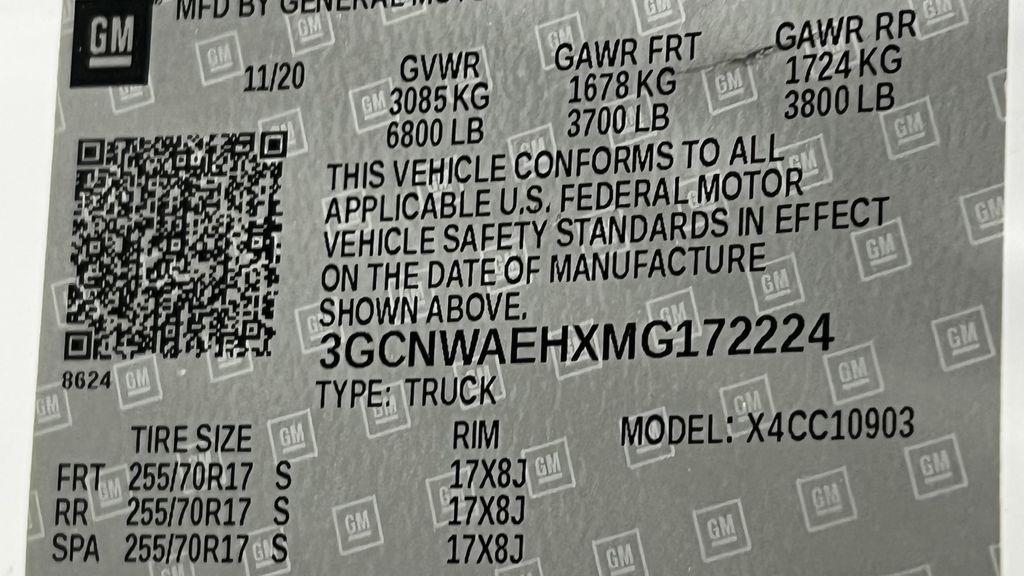 GM
MFD BY GENERAL
11/20
GVWR
3085 KG
6800 LB
GAWR FRT
1678 KG
3700 LB
GAWR RR
1724 KG
3800 LB
THIS VEHICLE CONFORMS TO ALL
APPLICABLE U.S. FEDERAL MOTOR
VEHICLE SAFETY STANDARDS IN EFFECT
ON THE DATE OF MANUFACTURE
SHOWN ABOVE.
3GCNWAEHXMG172224
8624
TYPE: TRUCK
MODEL: X4CC10903
TIRE SIZE RIM
FRT 255/70R17 S 17X8J
RR 255/70R17 S 17X8J
SPA 255/70R17 S 17X8J